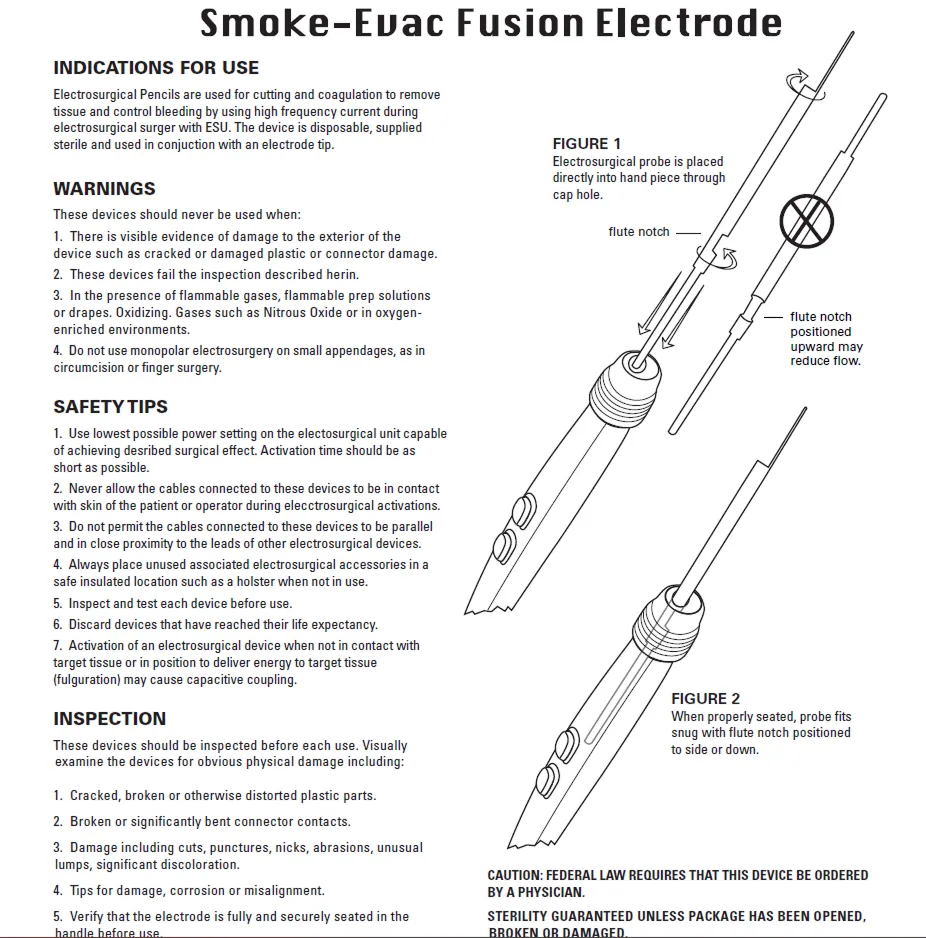 Smoke-Evac Fusion Electrode
INDICATIONS FOR USE
Electrosurgical Pencils are used for cutting and coagulation to remove
tissue and control bleeding by using high frequency current during
electrosurgical surger with ESU. The device is disposable, supplied
sterile and used in conjuction with an electrode tip.
WARNINGS
These devices should never be used when:
1. There is visible evidence of damage to the exterior of the
device such as cracked or damaged plastic or connector damage.
2. These devices fail the inspection described herin.
3. In the presence of flammable gases, flammable prep solutions
or drapes. Oxidizing. Gases such as Nitrous Oxide or in oxygen-
enriched environments.
4. Do not use monopolar electrosurgery on small appendages, as in
circumcision or finger surgery.
SAFETY TIPS
1. Use lowest possible power setting on the electosurgical unit capable
of achieving desribed surgical effect. Activation time should be as
short as possible.
2. Never allow the cables connected to these devices to be in contact
with skin of the patient or operator during elecctrosurgical activations.
3. Do not permit the cables connected to these devices to be parallel
and in close proximity to the leads of other electrosurgical devices.
4. Always place unused associated electrosurgical accessories in a
safe insulated location such as a holster when not in use.
5. Inspect and test each device before use.
6. Discard devices that have reached their life expectancy.
7. Activation of an electrosurgical device when not in contact with
target tissue or in position to deliver energy to target tissue
(fulguration) may cause capacitive coupling.
INSPECTION
These devices should be inspected before each use. Visually
examine the devices for obvious physical damage including:
1. Cracked, broken or otherwise distorted plastic parts.
2. Broken or significantly bent connector contacts.
3. Damage including cuts, punctures, nicks, abrasions, unusual
lumps, significant discoloration.
4. Tips for damage, corrosion or misalignment.
5. Verify that the electrode is fully and securely seated in the
handle before use.
FIGURE 1
Electrosurgical probe is placed
directly into hand piece through
cap hole.
flute notch
flute notch
positioned
upward may
reduce flow.
FIGURE 2
When properly seated, probe fits
snug with flute notch positioned
to side or down.
CAUTION: FEDERAL LAW REQUIRES THAT THIS DEVICE BE ORDERED
BY A PHYSICIAN.
STERILITY GUARANTEED UNLESS PACKAGE HAS BEEN OPENED,
BROKEN OR DAMAGED.